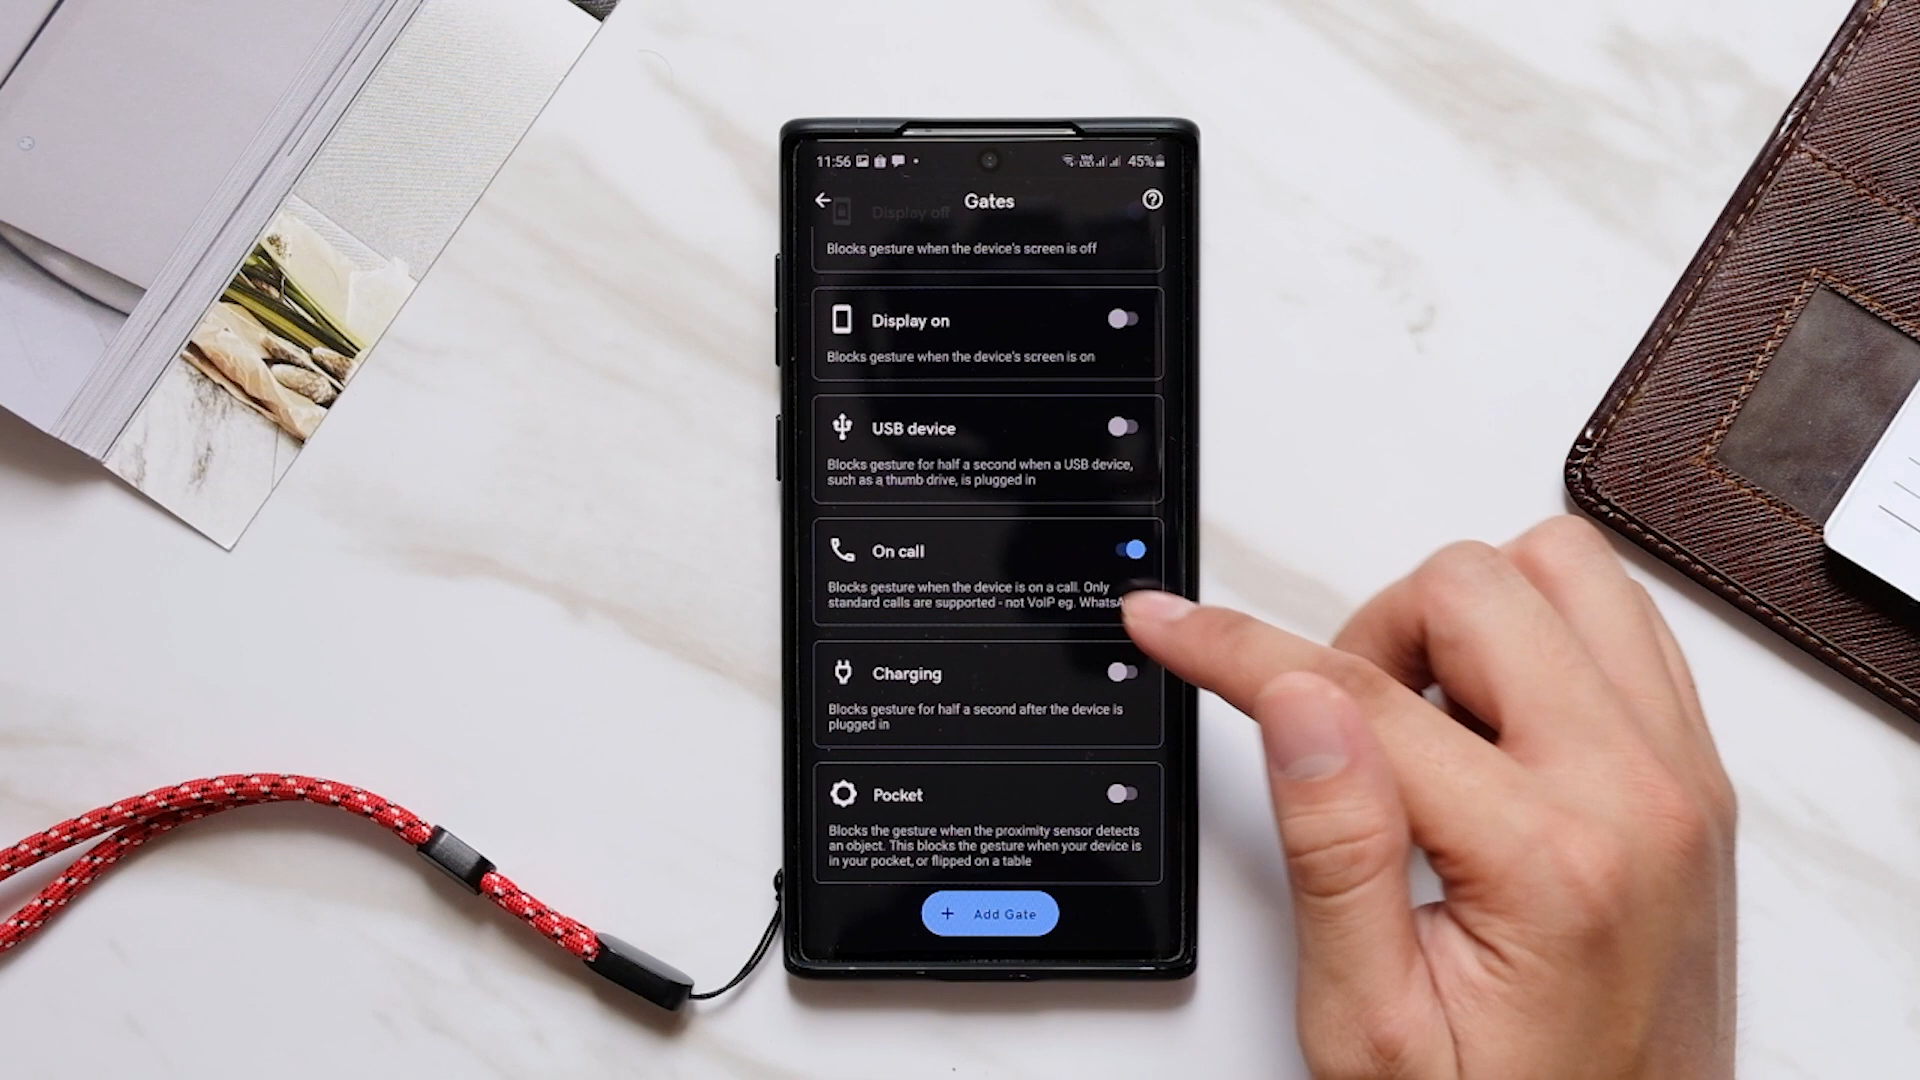 11:56
45%
Gates
Display off
Blocks gesture when the device's screen is off
Display on
Blocks gesture when the device's screen is on
USB device
Blocks gesture for half a second when a USB device,
such as a thumb drive, is plugged in
On call
Blocks gesture when the device is on a call. Only
standard calls are supported - not VoIP eg.
Charging
Blocks gesture for half a second after the device is
plugged in
Pocket
Blocks the gesture when the proximity sensor detects
an object. This blocks the gesture when your device is
in your pocket, or flipped on a table
+ Add Gate